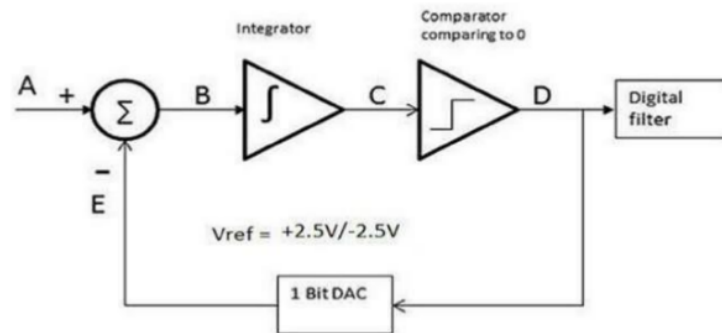 Integrator
Comparator
comparing to 0
A
+
Σ
B
∫
C
D
Digital
filter
−
E
Vref = +2.5V/-2.5V
1 Bit DAC